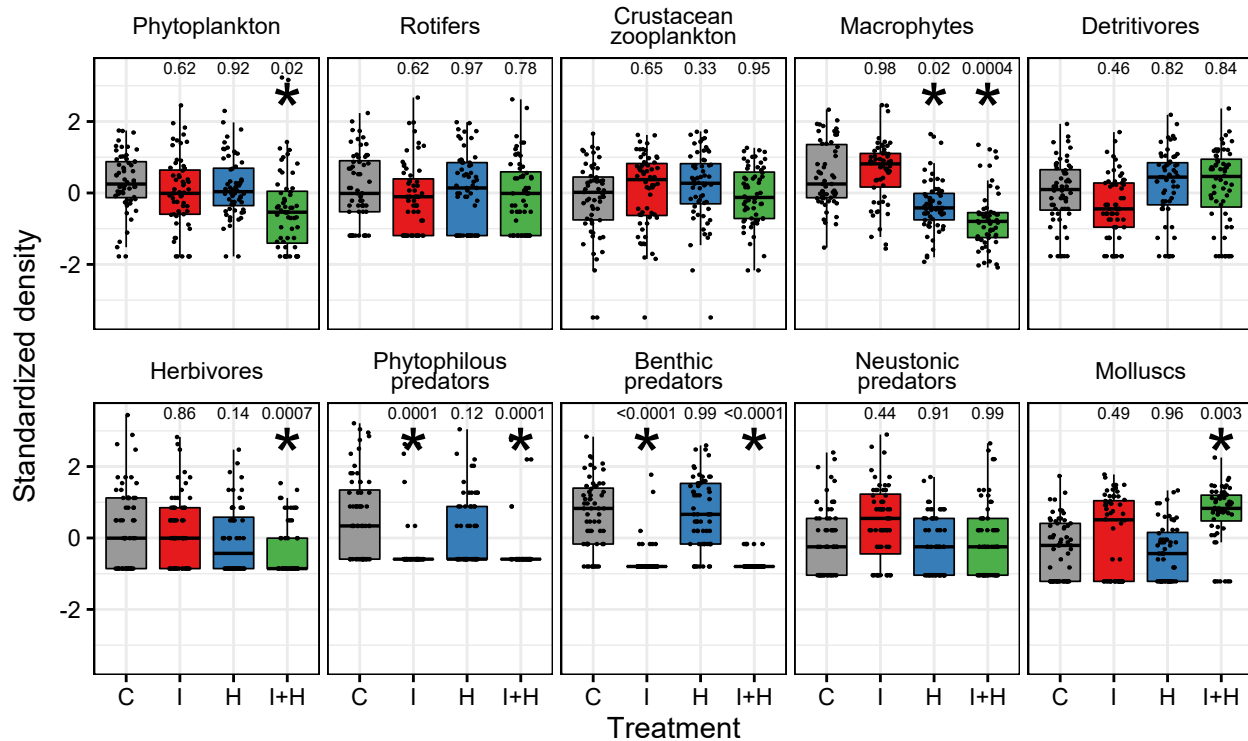 Phytoplankton
Rotifers
Crustacean
zooplankton
Macrophytes
Detritivores
0.62 0.92 0.02
0.62 0.97 0.78
0.65 0.33 0.95
0.98 0.02 0.0004
0.46 0.82 0.84
* * *
2
0
-2
Standardized density
Herbivores
Phytophilous
predators
Benthic
predators
Neustonic
predators
Molluscs
0.86 0.14 0.0007
0.0001 0.12 0.0001
<0.0001 0.99 <0.0001
0.44 0.91 0.99
0.49 0.96 0.003
* * * * * *
2
0
-2
C I H I+H
C I H I+H
C I H I+H
C I H I+H
C I H I+H
Treatment